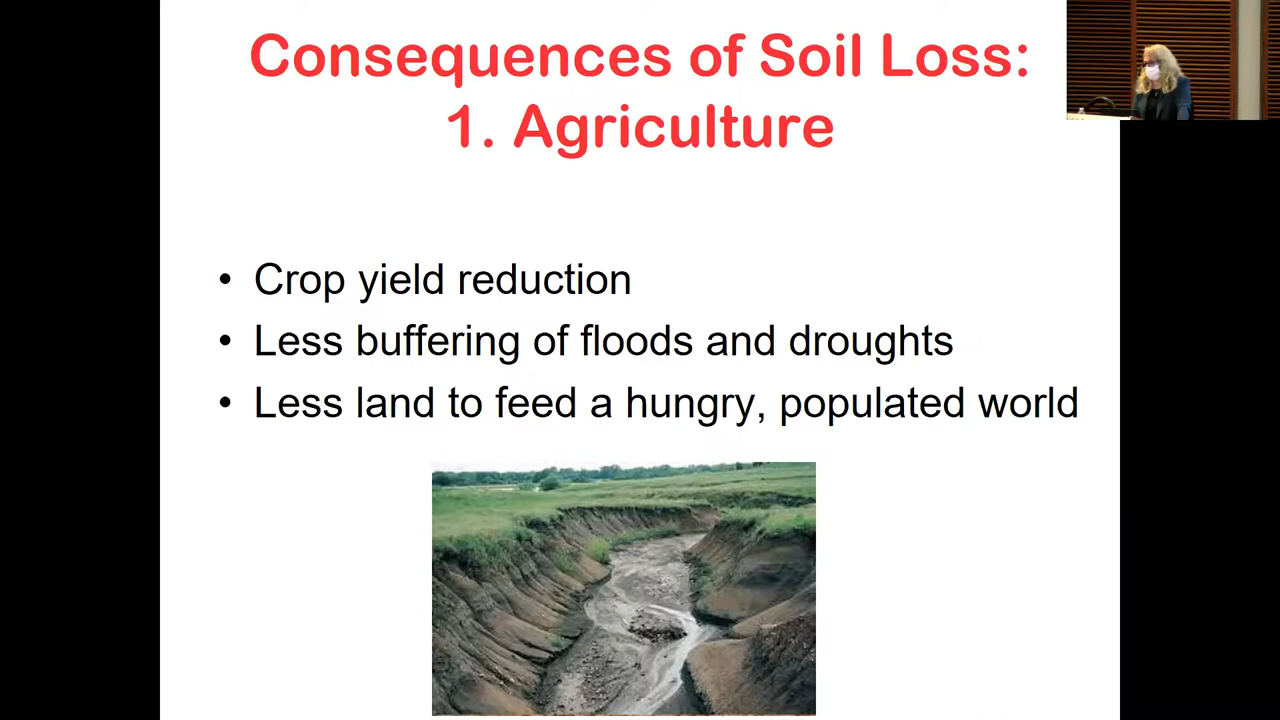 Consequences of Soil Loss:
1. Agriculture
• Crop yield reduction
• Less buffering of floods and droughts
• Less land to feed a hungry, populated world